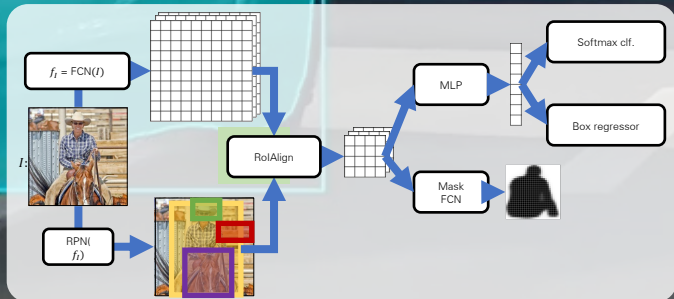 f_I = FCN(I)
I:
RPN(
f_I)
RoIAlign
MLP
Mask
FCN
Softmax clf.
Box regressor